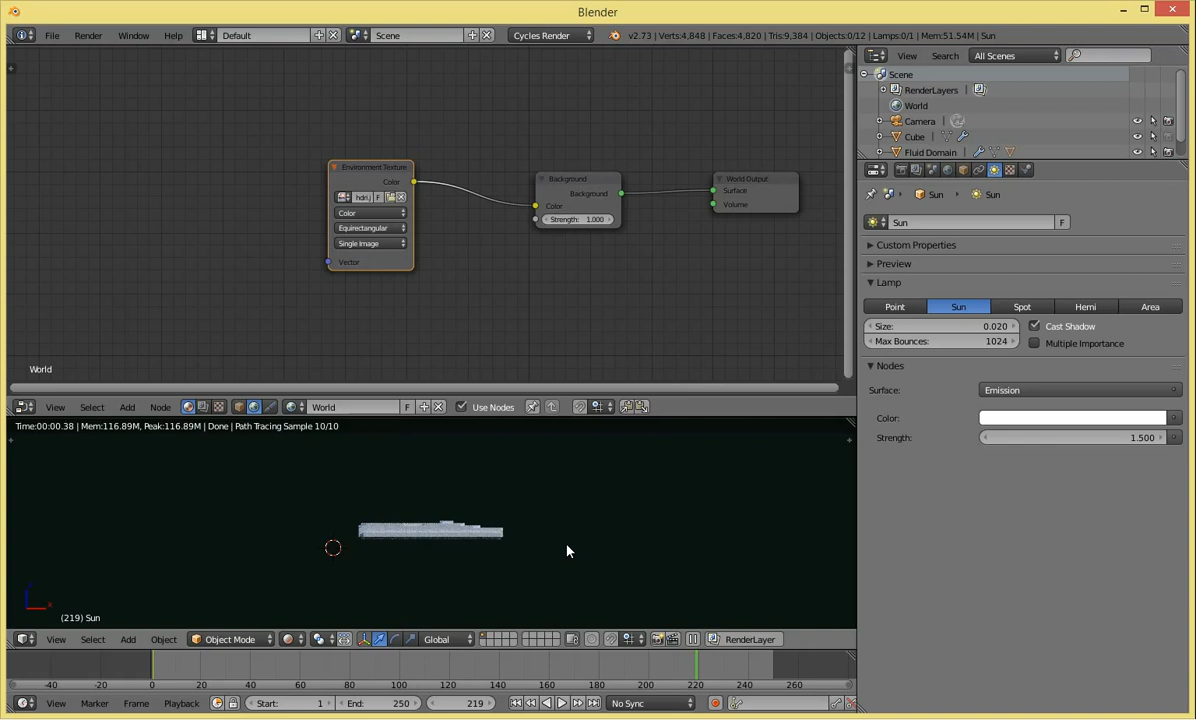 Blender
File Render Window Help Default Scene Cycles Render v2.73 | Verts:4,848 | Faces:4,820 | Tris:9,384 | Objects:0/12 | Lamps:0/1 | Mem:51.54M | Sun
View Search All Scenes
Scene
RenderLayers
World
Camera
Cube
Fluid Domain
Environment Texture
Color
hdri.j F
Color
Equirectangular
Single Image
Vector
Background
Background
Color
Strength: 1.000
World Output
Surface
Volume
World
View Select Add Node World F Use Nodes
Sun Sun
Sun F
Custom Properties
Preview
Lamp
Point Sun Spot Hemi Area
Size: 0.020 Cast Shadow
Max Bounces: 1024 Multiple Importance
Nodes
Surface: Emission
Color:
Strength: 1.500
Time:00:00.38 | Mem:116.89M, Peak:116.89M | Done | Path Tracing Sample 10/10
(219) Sun
View Select Add Object Object Mode Global RenderLayer
-40 -20 0 20 40 60 80 100 120 140 160 180 200 220 240 260
View Marker Frame Playback Start: 1 End: 250 219 No Sync